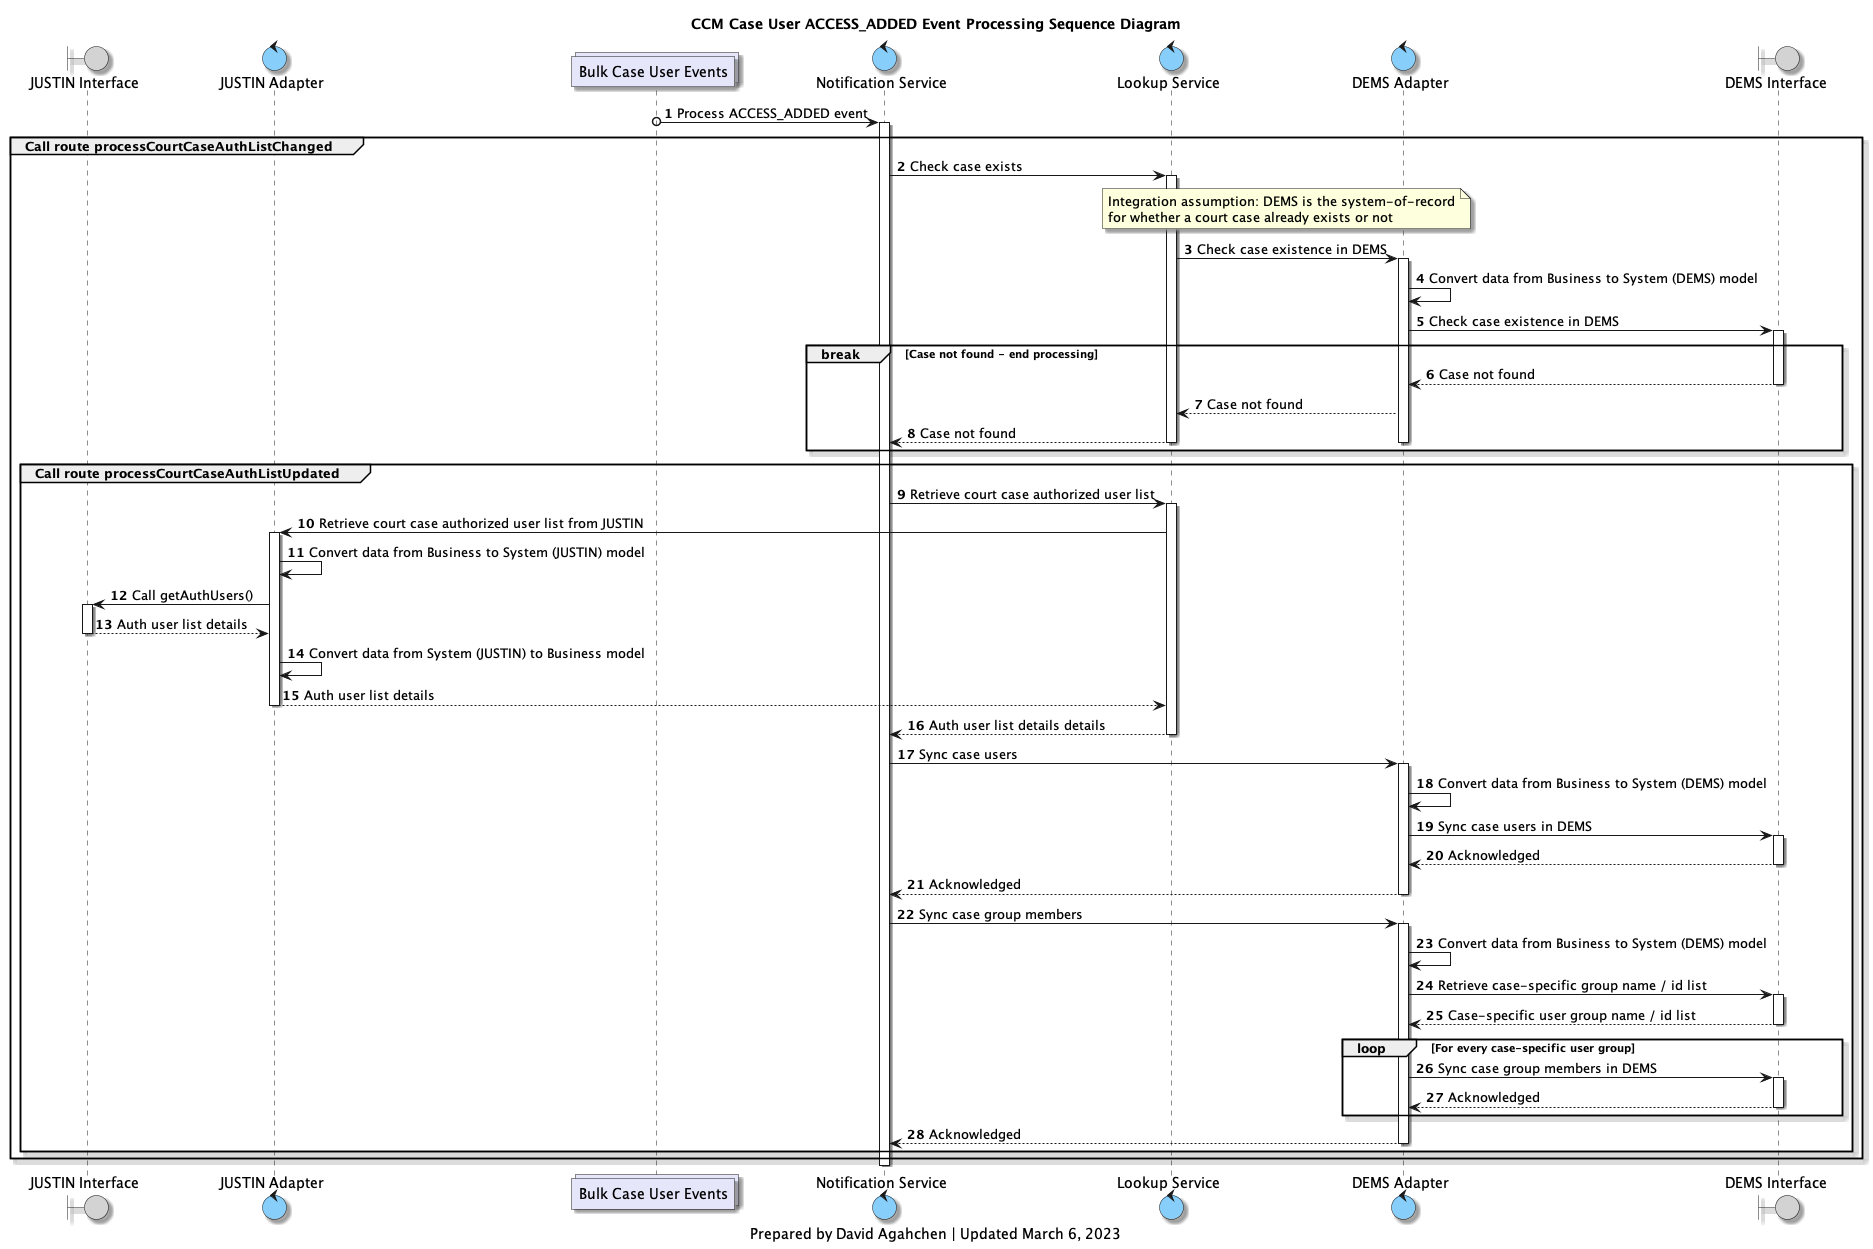 CCM Case User ACCESS_ADDED Event Processing Sequence Diagram
JUSTIN Interface
JUSTIN Adapter
Bulk Case User Events
Notification Service
Lookup Service
DEMS Adapter
DEMS Interface
1 Process ACCESS_ADDED event
Call route processCourtCaseAuthListChanged
2 Check case exists
Integration assumption: DEMS is the system-of-record
for whether a court case already exists or not
3 Check case existence in DEMS
4 Convert data from Business to System (DEMS) model
5 Check case existence in DEMS
break [Case not found - end processing]
6 Case not found
7 Case not found
8 Case not found
Call route processCourtCaseAuthListUpdated
9 Retrieve court case authorized user list
10 Retrieve court case authorized user list from JUSTIN
11 Convert data from Business to System (JUSTIN) model
12 Call getAuthUsers()
13 Auth user list details
14 Convert data from System (JUSTIN) to Business model
15 Auth user list details
16 Auth user list details details
17 Sync case users
18 Convert data from Business to System (DEMS) model
19 Sync case users in DEMS
20 Acknowledged
21 Acknowledged
22 Sync case group members
23 Convert data from Business to System (DEMS) model
24 Retrieve case-specific group name / id list
25 Case-specific user group name / id list
loop [For every case-specific user group]
26 Sync case group members in DEMS
27 Acknowledged
28 Acknowledged
JUSTIN Interface
JUSTIN Adapter
Bulk Case User Events
Notification Service
Lookup Service
DEMS Adapter
DEMS Interface
Prepared by David Agahchen | Updated March 6, 2023